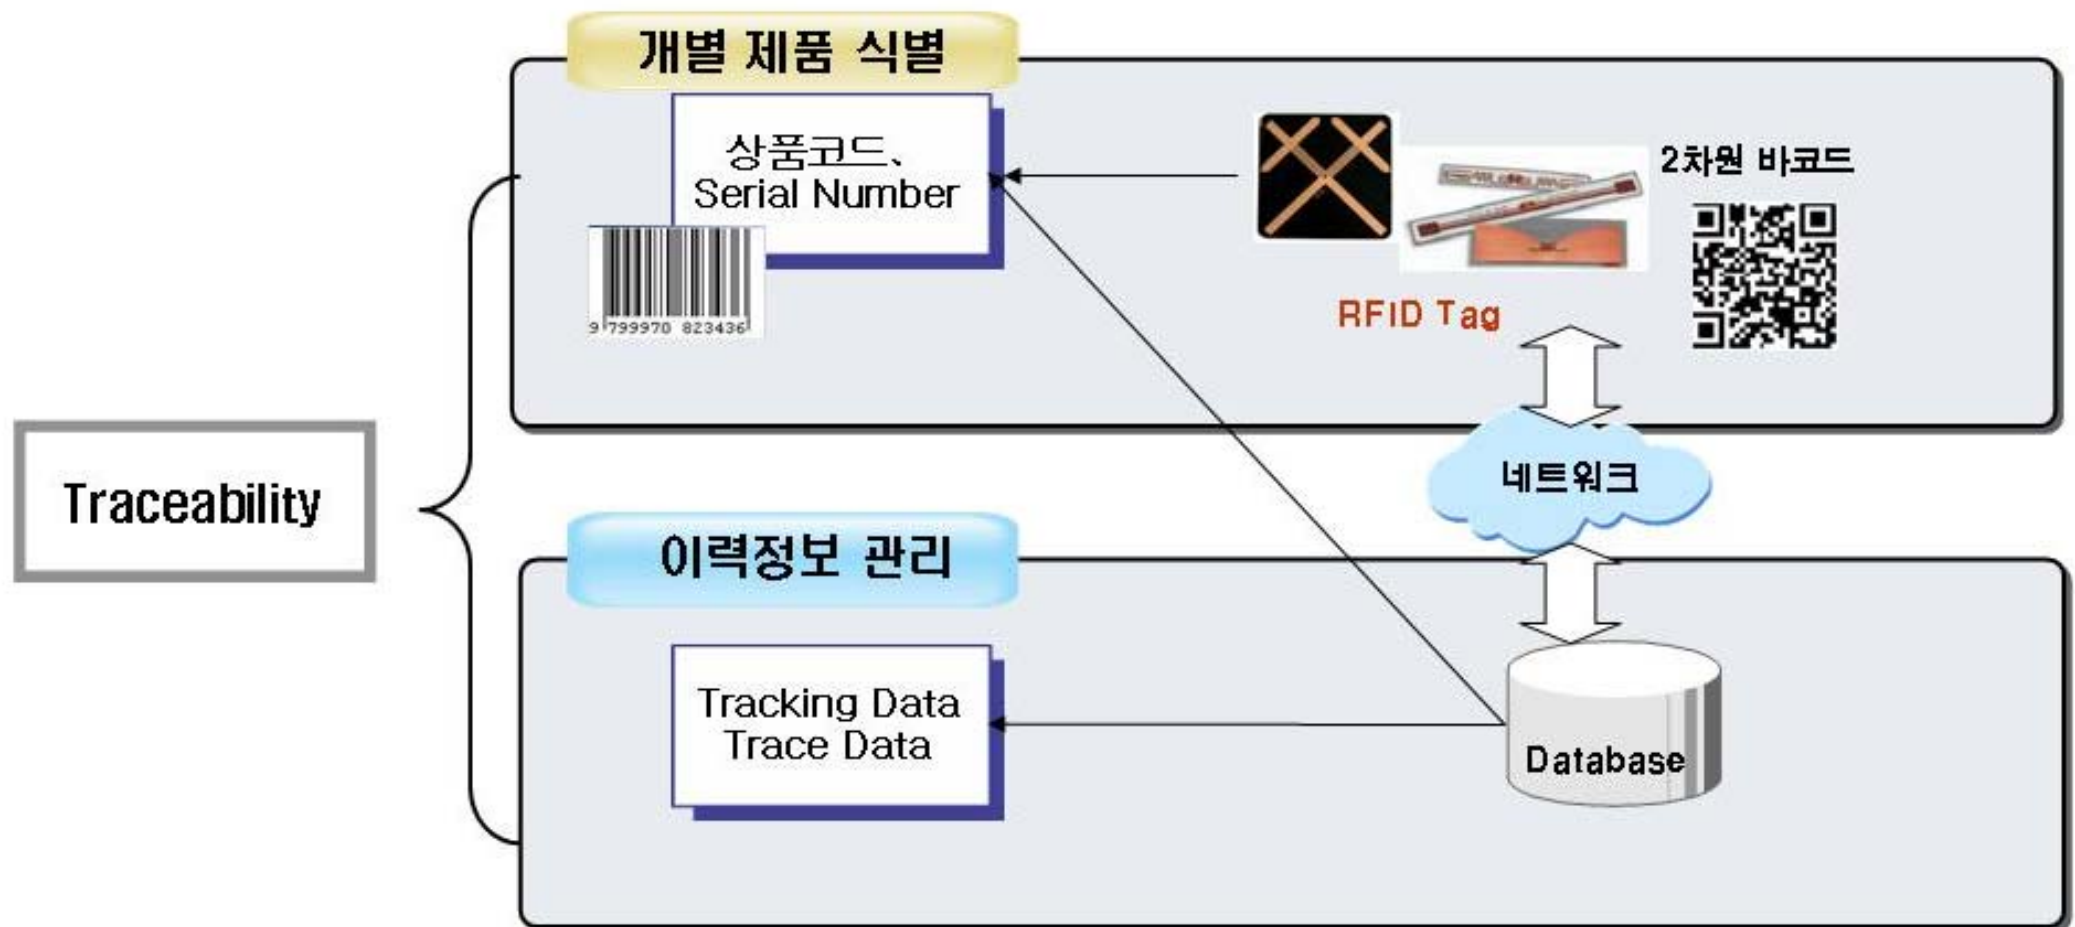 개별 제품 식별
상품코드、
Serial Number
9 799970 823436
2차원 바코드
RFID Tag
네트워크
Traceability
이력정보 관리
Tracking Data
Trace Data
Database